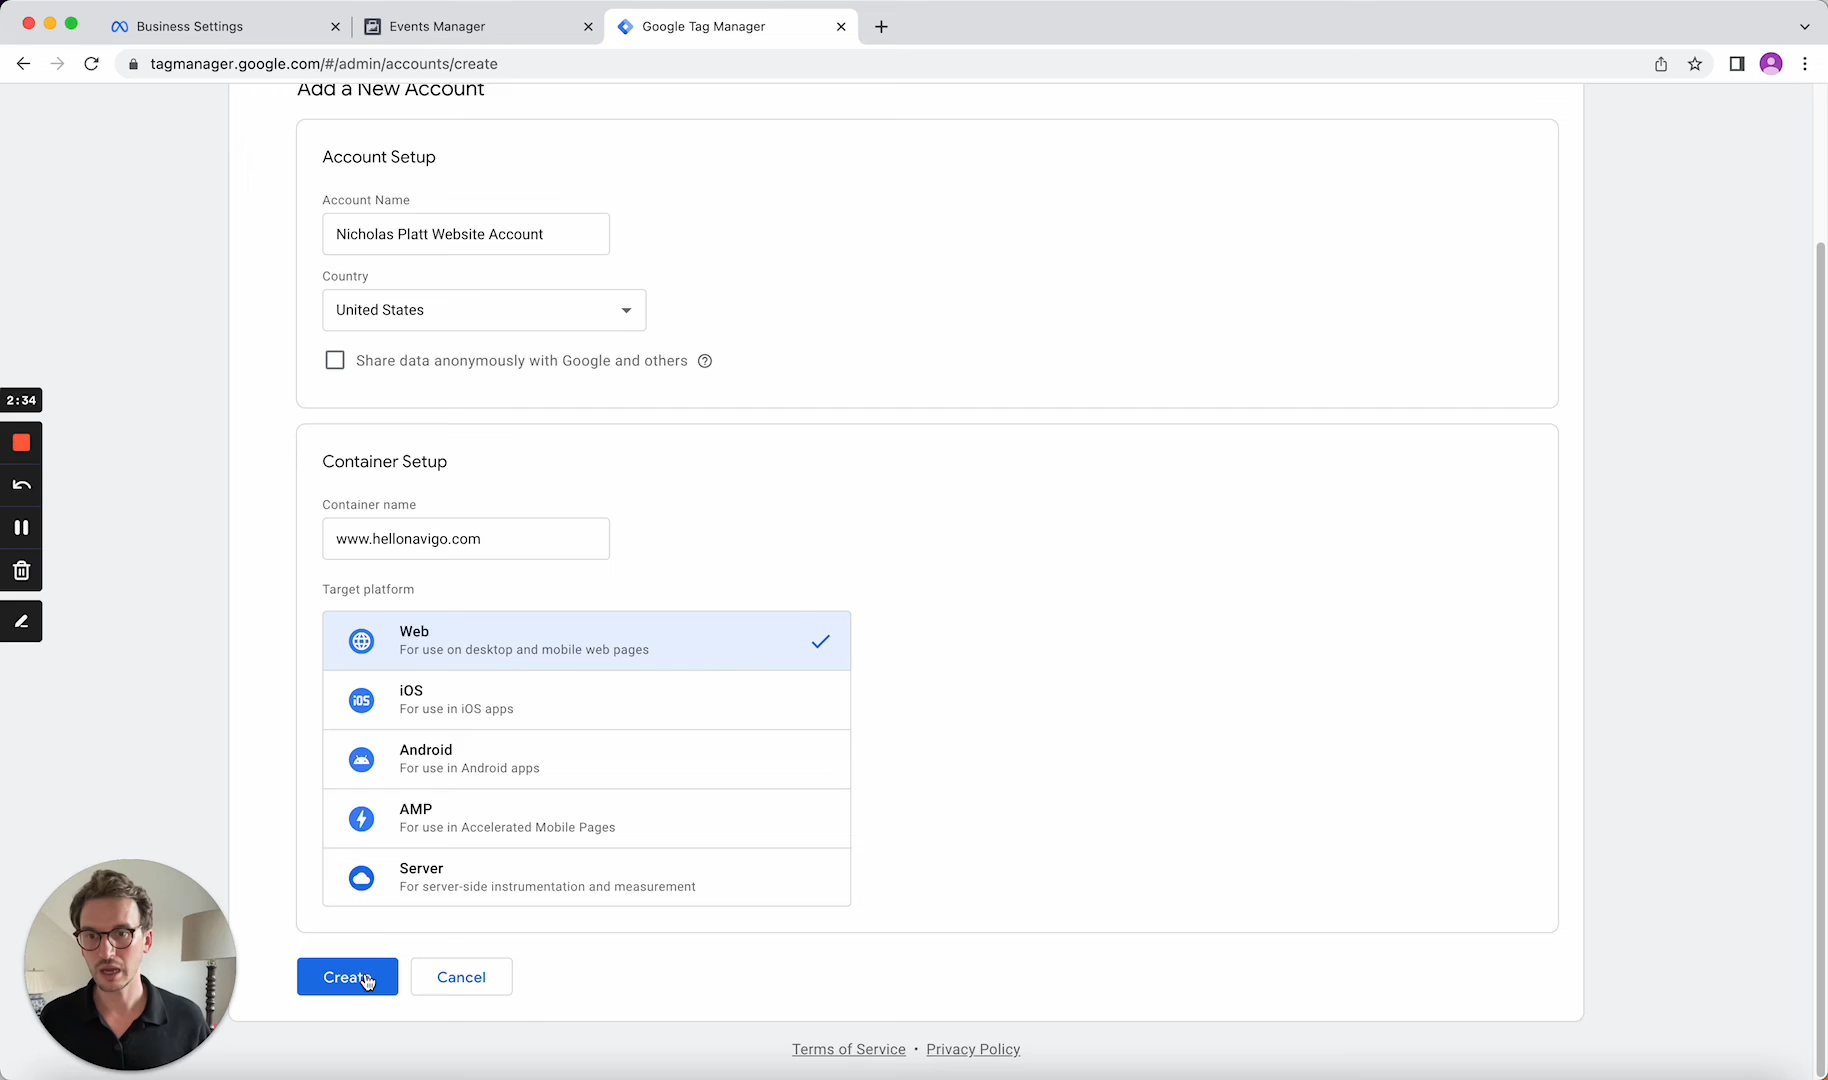 Business Settings
Events Manager
Google Tag Manager
tagmanager.google.com/#/admin/accounts/create
Add a New Account
Account Setup
Account Name
Nicholas Platt Website Account
Country
United States
Share data anonymously with Google and others
2:34
Container Setup
Container name
www.hellonavigo.com
Target platform
Web
For use on desktop and mobile web pages
iOS
iOS
For use in iOS apps
Android
For use in Android apps
AMP
For use in Accelerated Mobile Pages
Server
For server-side instrumentation and measurement
Create
Cancel
Terms of Service • Privacy Policy